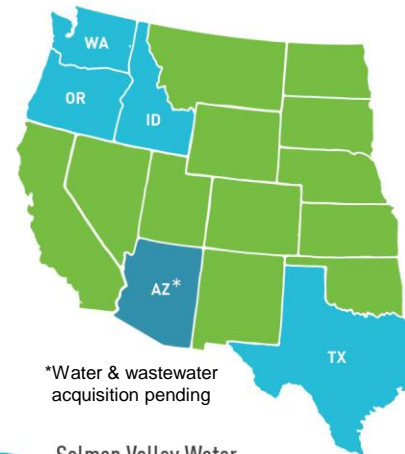 WA
OR
ID
AZ*
TX
*Water & wastewater
acquisition pending
Salmon Valley Water